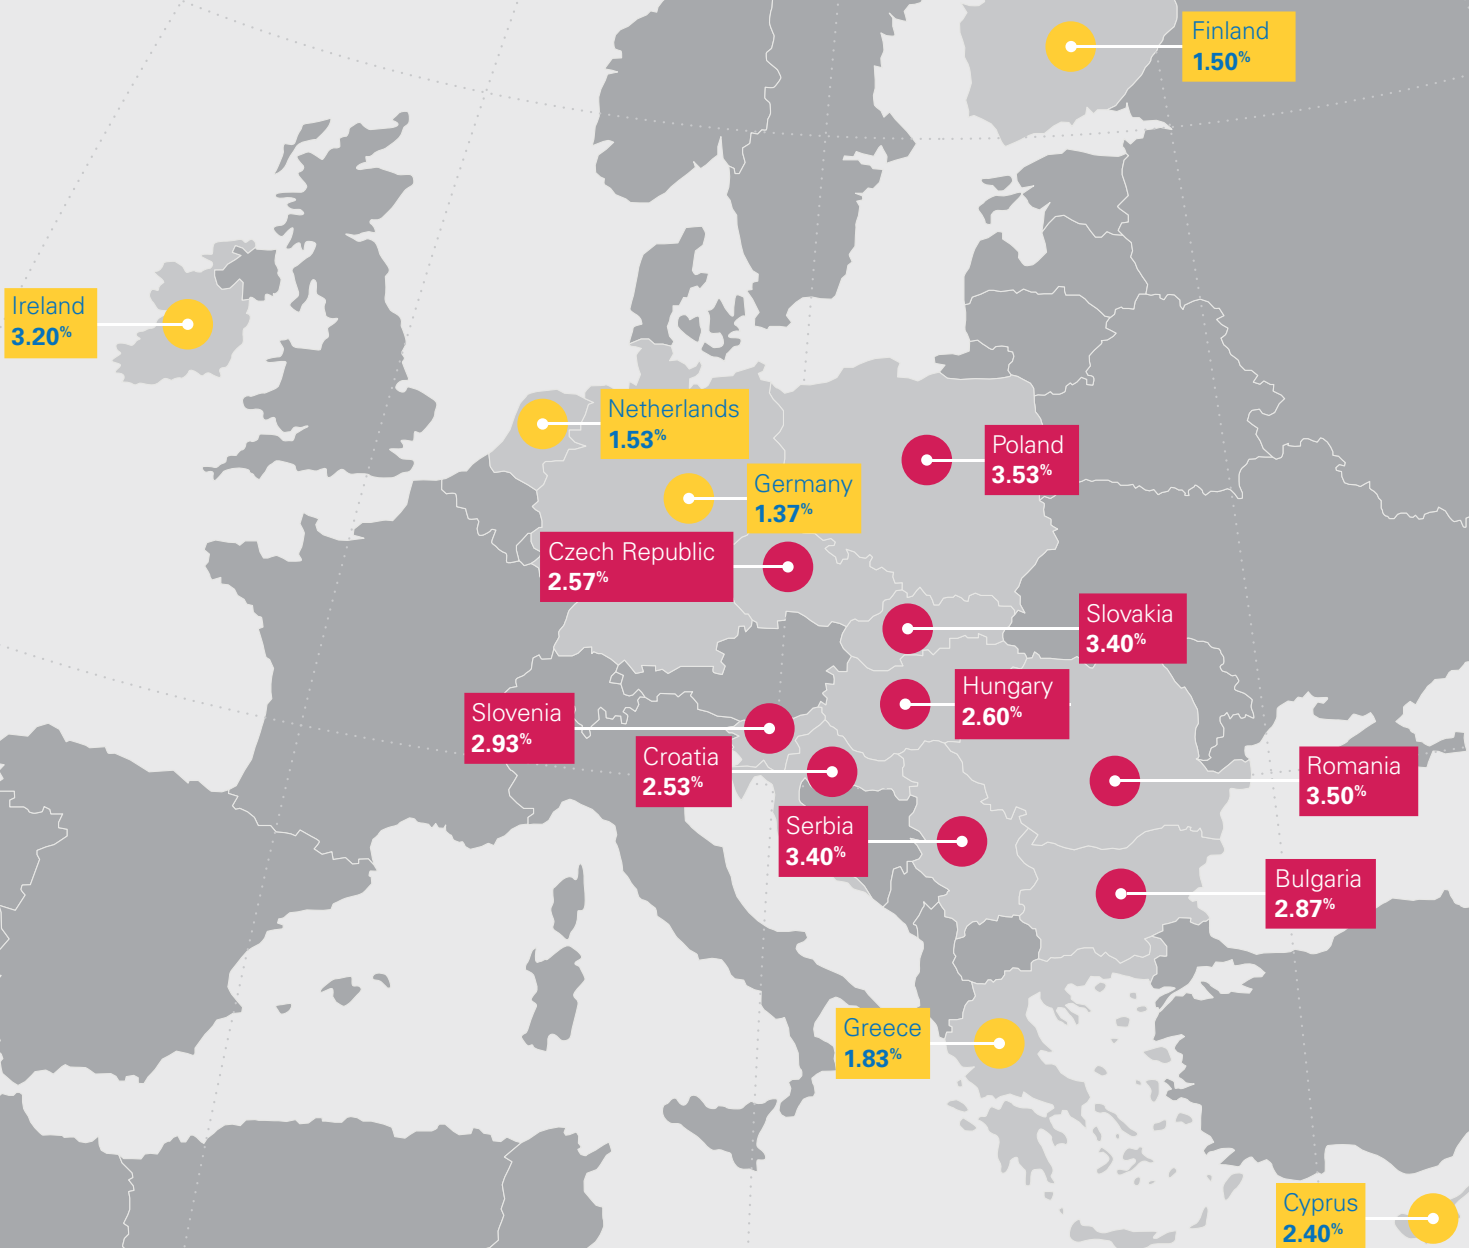 Finland
1.50%
Ireland
3.20%
Netherlands
1.53%
Poland
3.53%
Germany
1.37%
Czech Republic
2.57%
Slovakia
3.40%
Hungary
2.60%
Slovenia
2.93%
Croatia
2.53%
Romania
3.50%
Serbia
3.40%
Bulgaria
2.87%
Greece
1.83%
Cyprus
2.40%